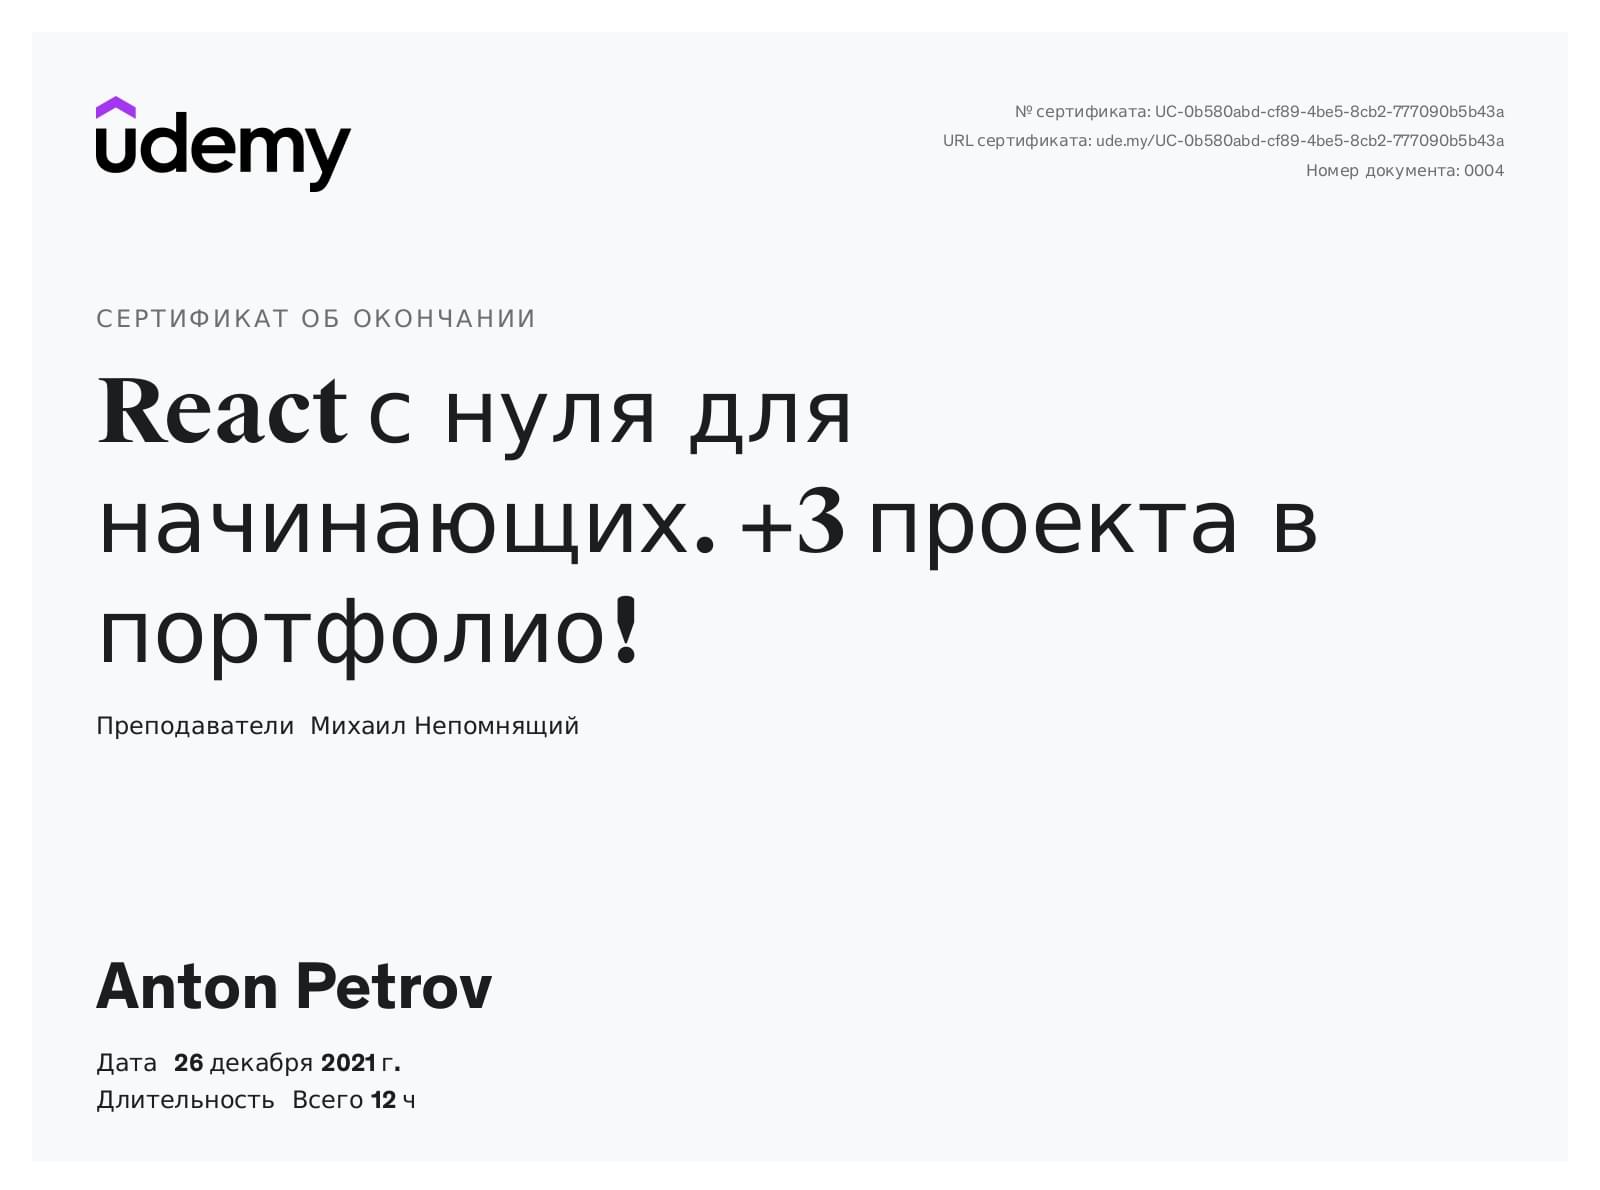 udemy
№ сертификата: UC-0b580abd-cf89-4be5-8cb2-777090b5b43a
URL сертификата: ude.my/UC-0b580abd-cf89-4be5-8cb2-777090b5b43a
Номер документа: 0004
СЕРТИФИКАТ ОБ ОКОНЧАНИИ
React с нуля для
начинающих. +3 проекта в
портфолио!
Преподаватели Михаил Непомнящий
Anton Petrov
Дата 26 декабря 2021 г.
Длительность Всего 12 ч